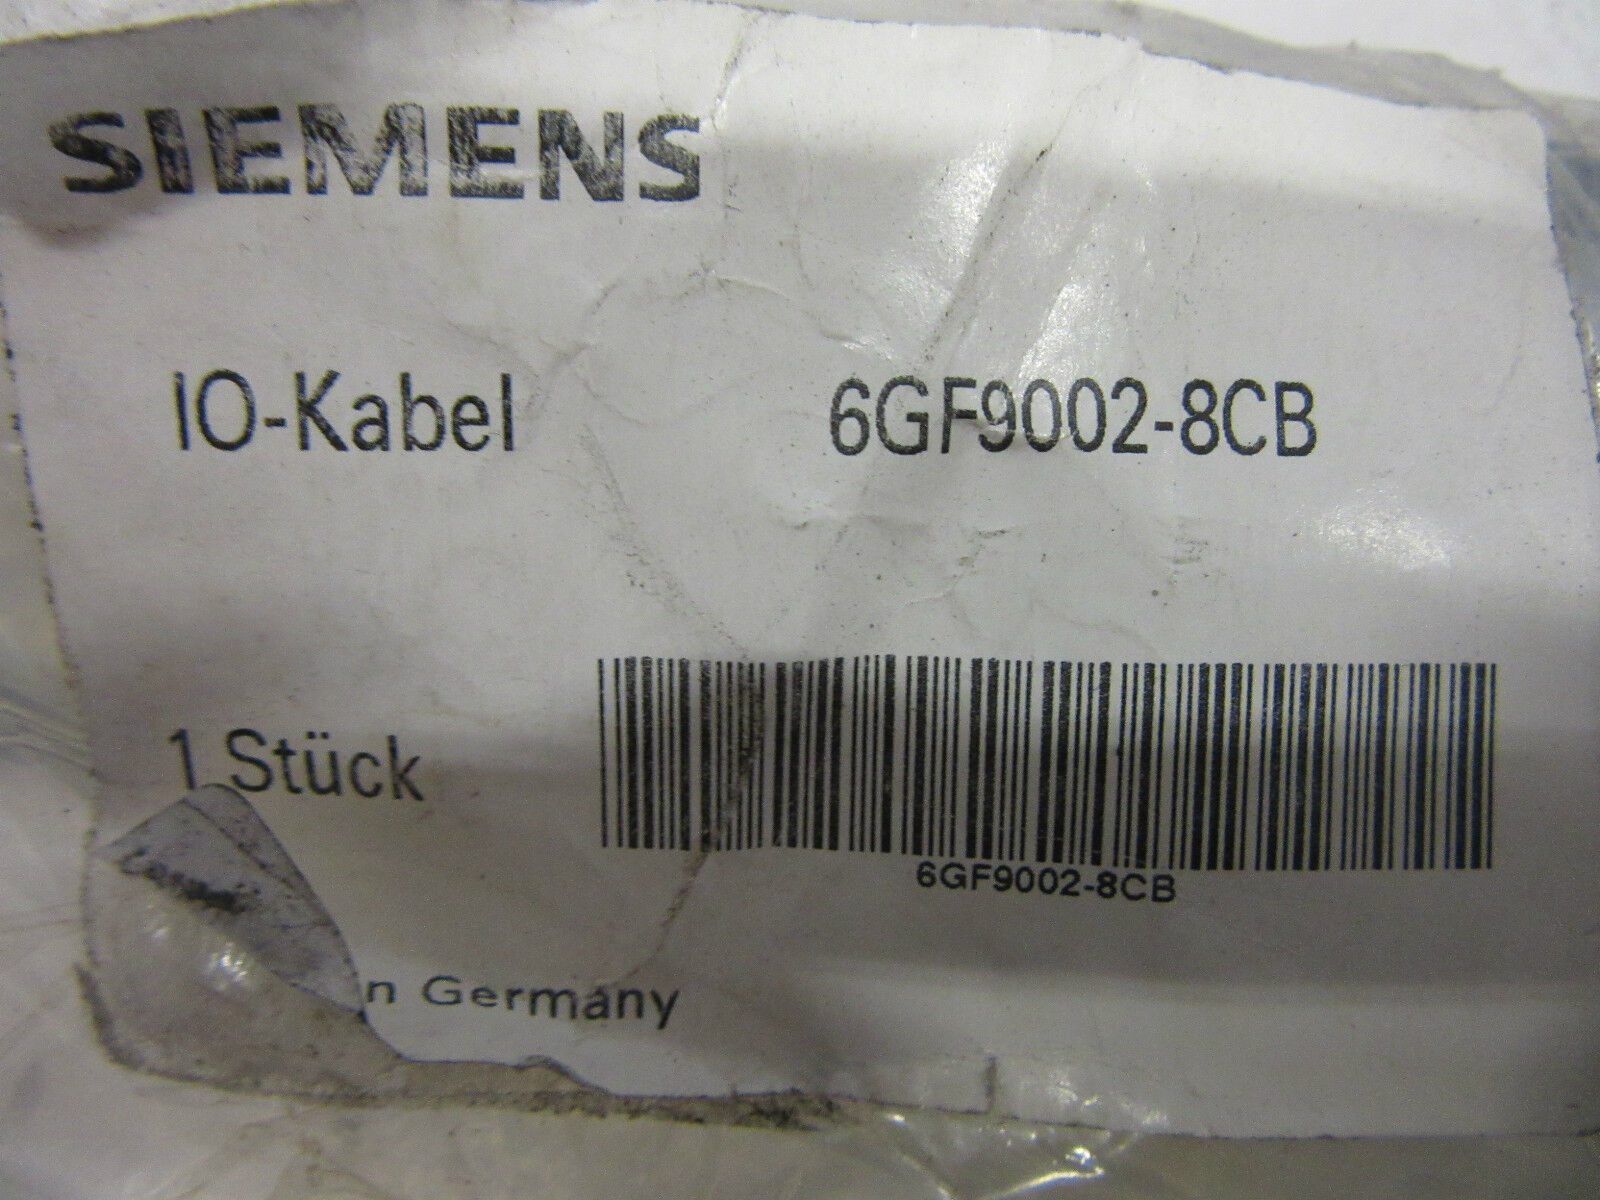 SIEMENS
IO-Kabel 6GF9002-8CB
1 Stück
6GF9002-8CB
n Germany